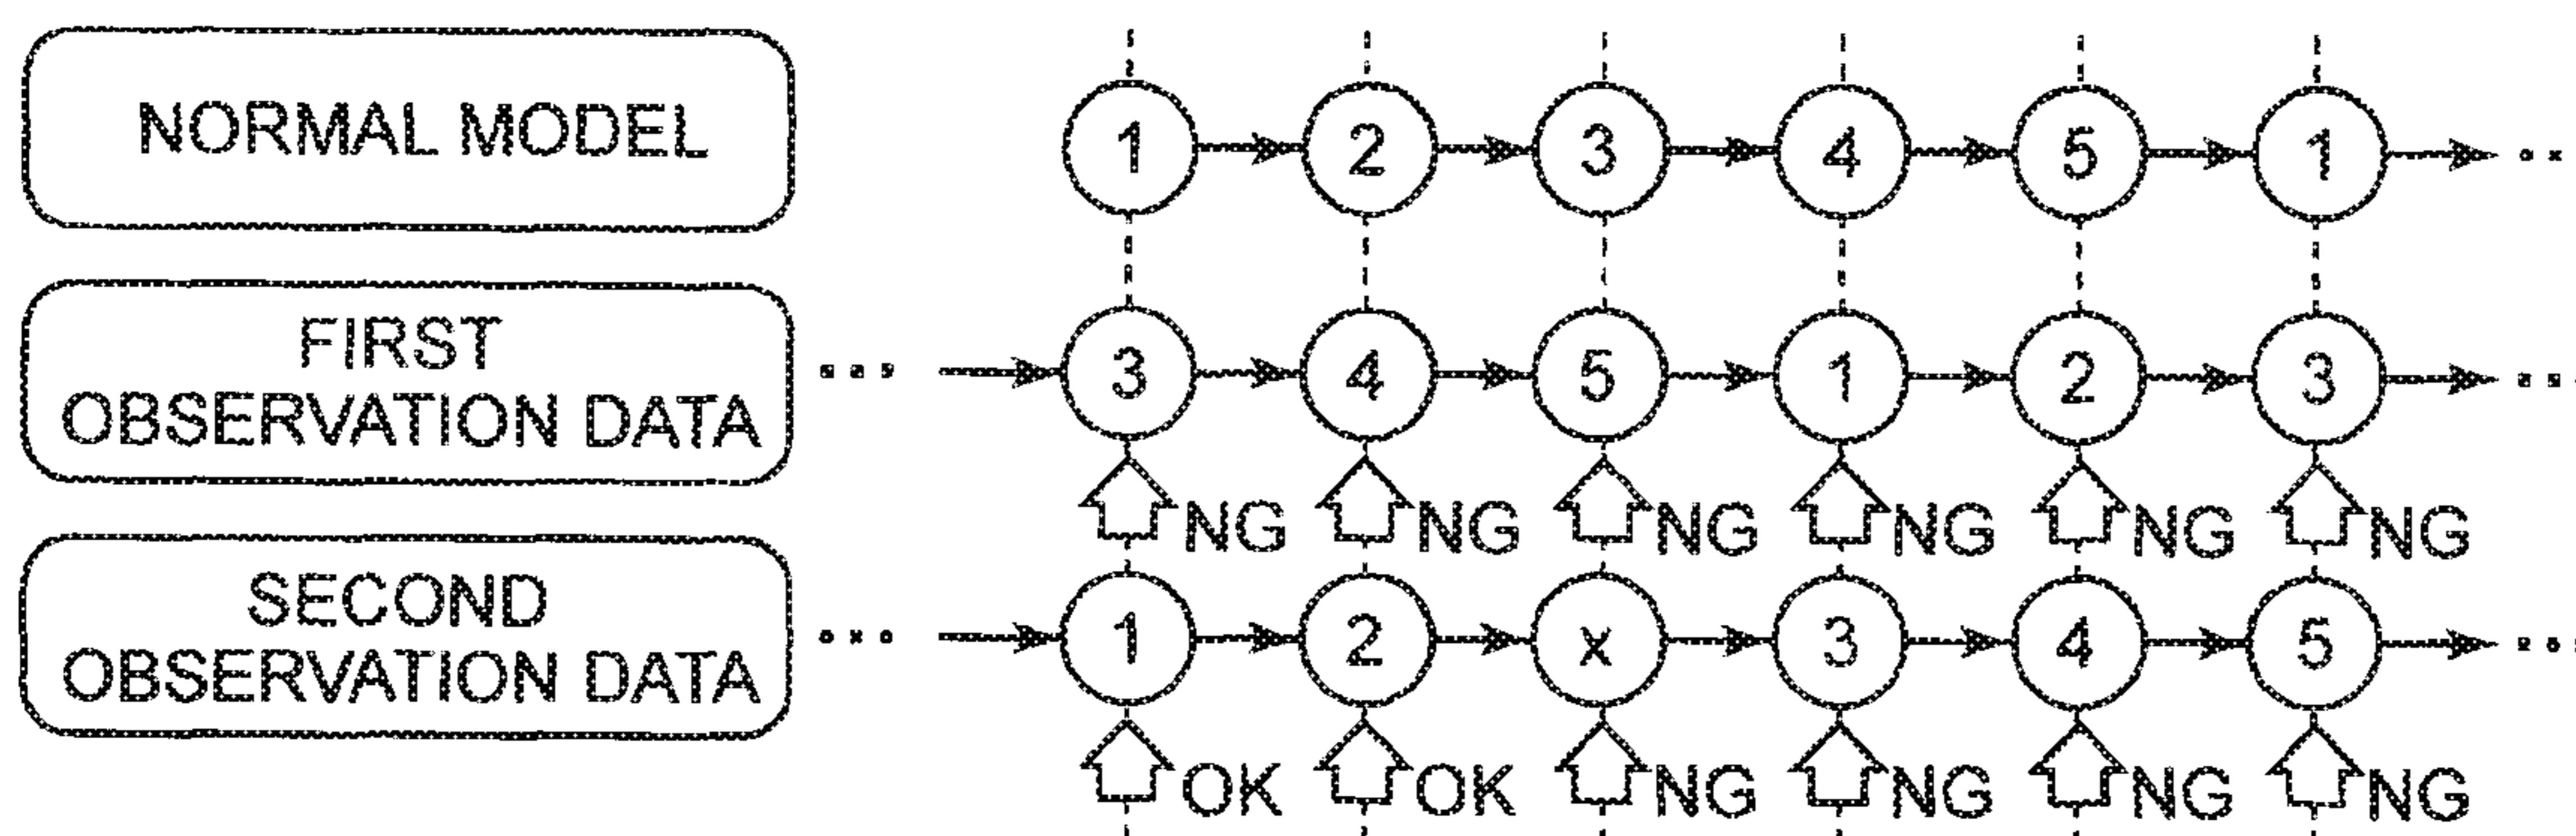 NORMAL MODEL
1 2 3 4 5 1
FIRST
OBSERVATION DATA
3 4 5 1 2 3
NG NG NG NG NG NG
SECOND
OBSERVATION DATA
1 2 x 3 4 5
OK OK NG NG NG NG